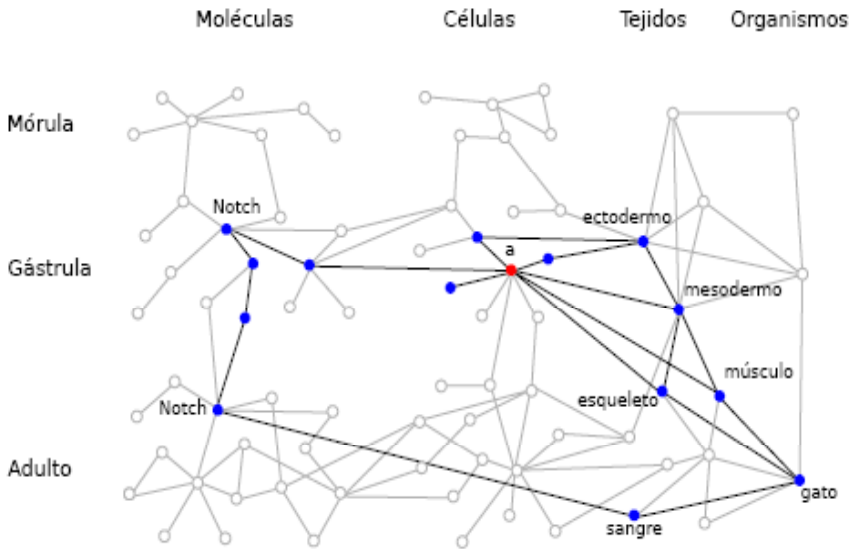 Moléculas Células Tejidos Organismos
Mórula
Notch
ectodermo
a
Gástrula
mesodermo
músculo
esqueleto
Notch
Adulto
gato
sangre